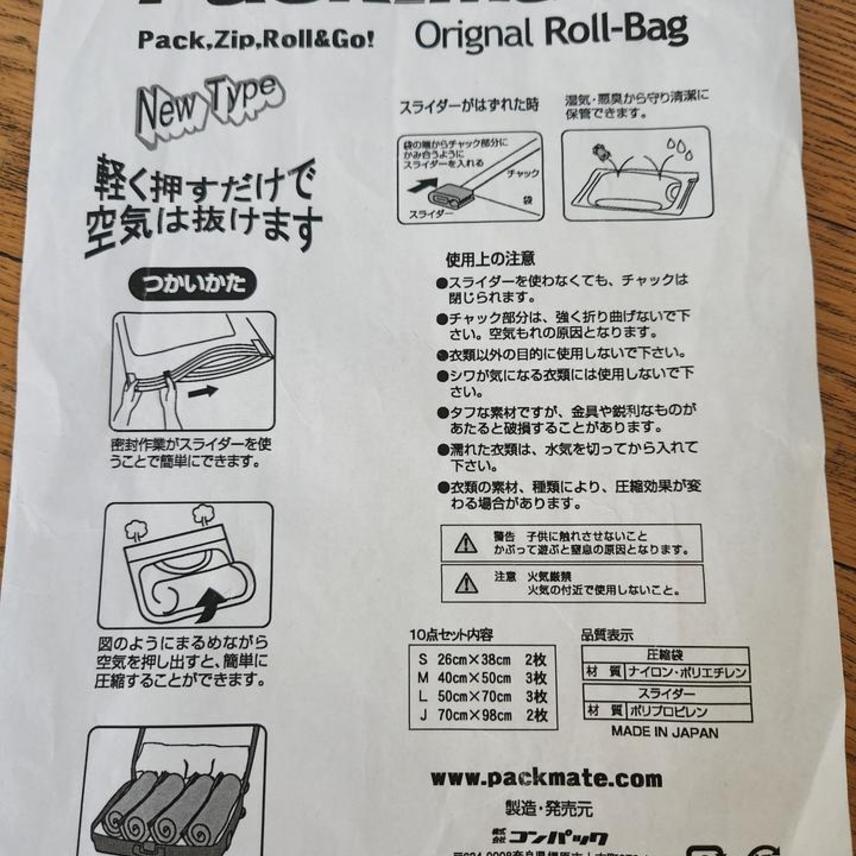 Packmate
Pack,Zip,Roll&Go! Orignal Roll-Bag
New Type
軽く押すだけで
空気は抜けます
つかいかた
密封作業がスライダーを使
うことで簡単にできます。
図のようにまるめながら
空気を押し出すと、簡単に
圧縮することができます。
スライダーがはずれた時
袋の端からチャック部分に
かみ合うように
スライダーを入れる
チャック
袋
スライダー
湿気・悪臭から守り清潔に
保管できます。
使用上の注意
●スライダーを使わなくても、チャックは
閉じられます。
●チャック部分は、強く折り曲げないで下
さい。空気もれの原因となります。
●衣類以外の目的に使用しないで下さい。
●シワが気になる衣類には使用しないで下
さい。
●タフな素材ですが、金具や鋭利なものが
あたると破損することがあります。
●濡れた衣類は、水気を切ってから入れて
下さい。
●衣類の素材、種類により、圧縮効果が変
わる場合があります。
警告 子供に触れさせないこと
かぶって遊ぶと窒息の原因となります。
注意 火気厳禁
火気の付近で使用しないこと。
10点セット内容
S 26cm×38cm 2枚
M 40cm×50cm 3枚
L 50cm×70cm 3枚
J 70cm×98cm 2枚
品質表示
圧縮袋
材 質 ナイロン・ポリエチレン
スライダー
材 質 ポリプロピレン
MADE IN JAPAN
www.packmate.com
製造・発売元
株式会社 コンパック